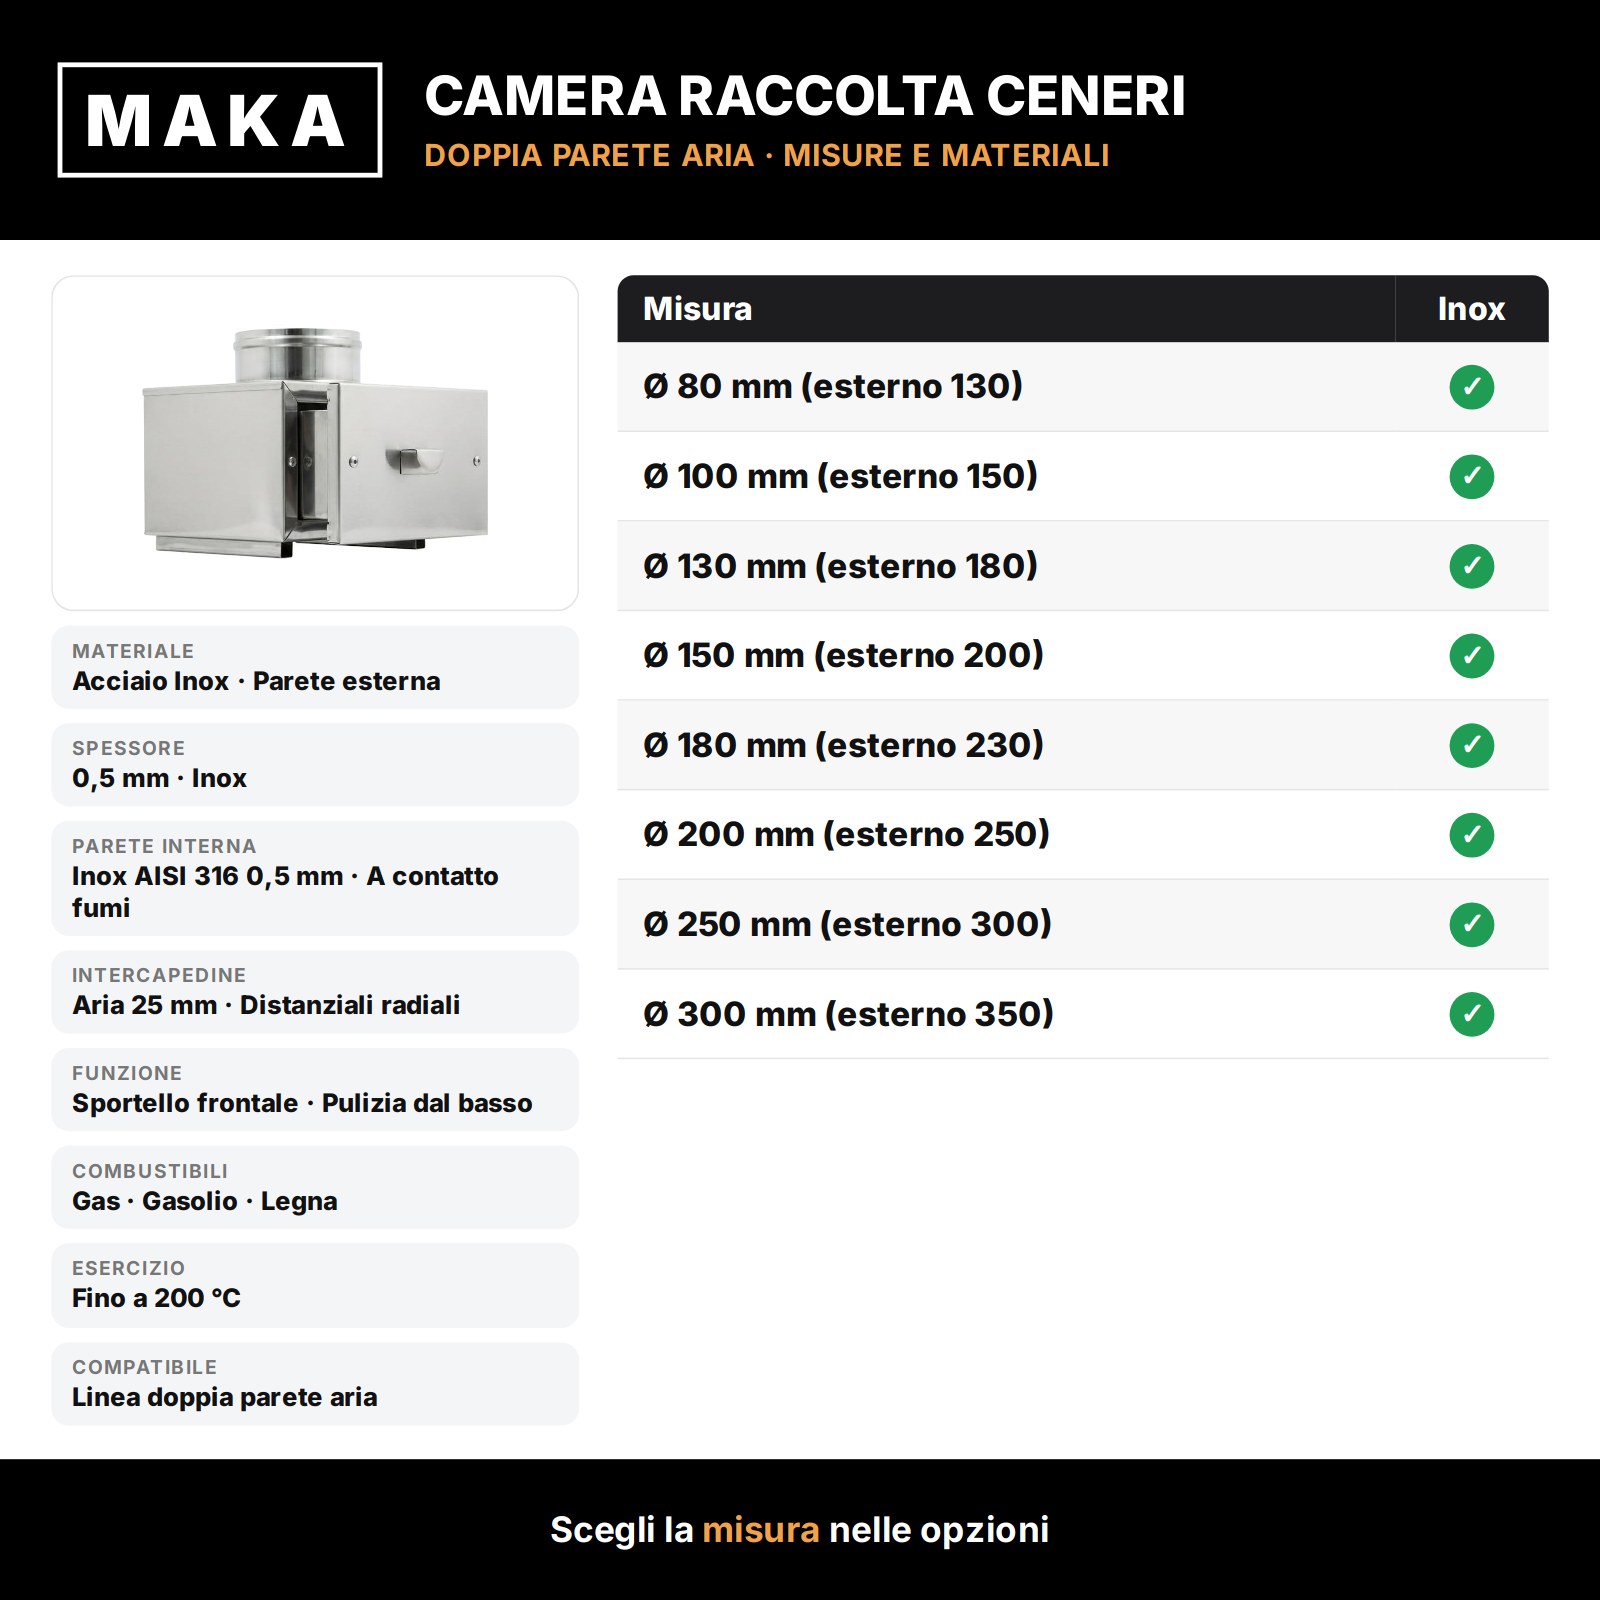 MAKA
CAMERA RACCOLTA CENERI
DOPPIA PARETE ARIA · MISURE E MATERIALI
MATERIALE
Acciaio Inox · Parete esterna
SPESSORE
0,5 mm · Inox
PARETE INTERNA
Inox AISI 316 0,5 mm · A contatto
fumi
INTERCAPEDINE
Aria 25 mm · Distanziali radiali
FUNZIONE
Sportello frontale · Pulizia dal basso
COMBUSTIBILI
Gas · Gasolio · Legna
ESERCIZIO
Fino a 200 °C
COMPATIBILE
Linea doppia parete aria
Misura Inox
Ø 80 mm (esterno 130) ✓
Ø 100 mm (esterno 150) ✓
Ø 130 mm (esterno 180) ✓
Ø 150 mm (esterno 200) ✓
Ø 180 mm (esterno 230) ✓
Ø 200 mm (esterno 250) ✓
Ø 250 mm (esterno 300) ✓
Ø 300 mm (esterno 350) ✓
Scegli la misura nelle opzioni